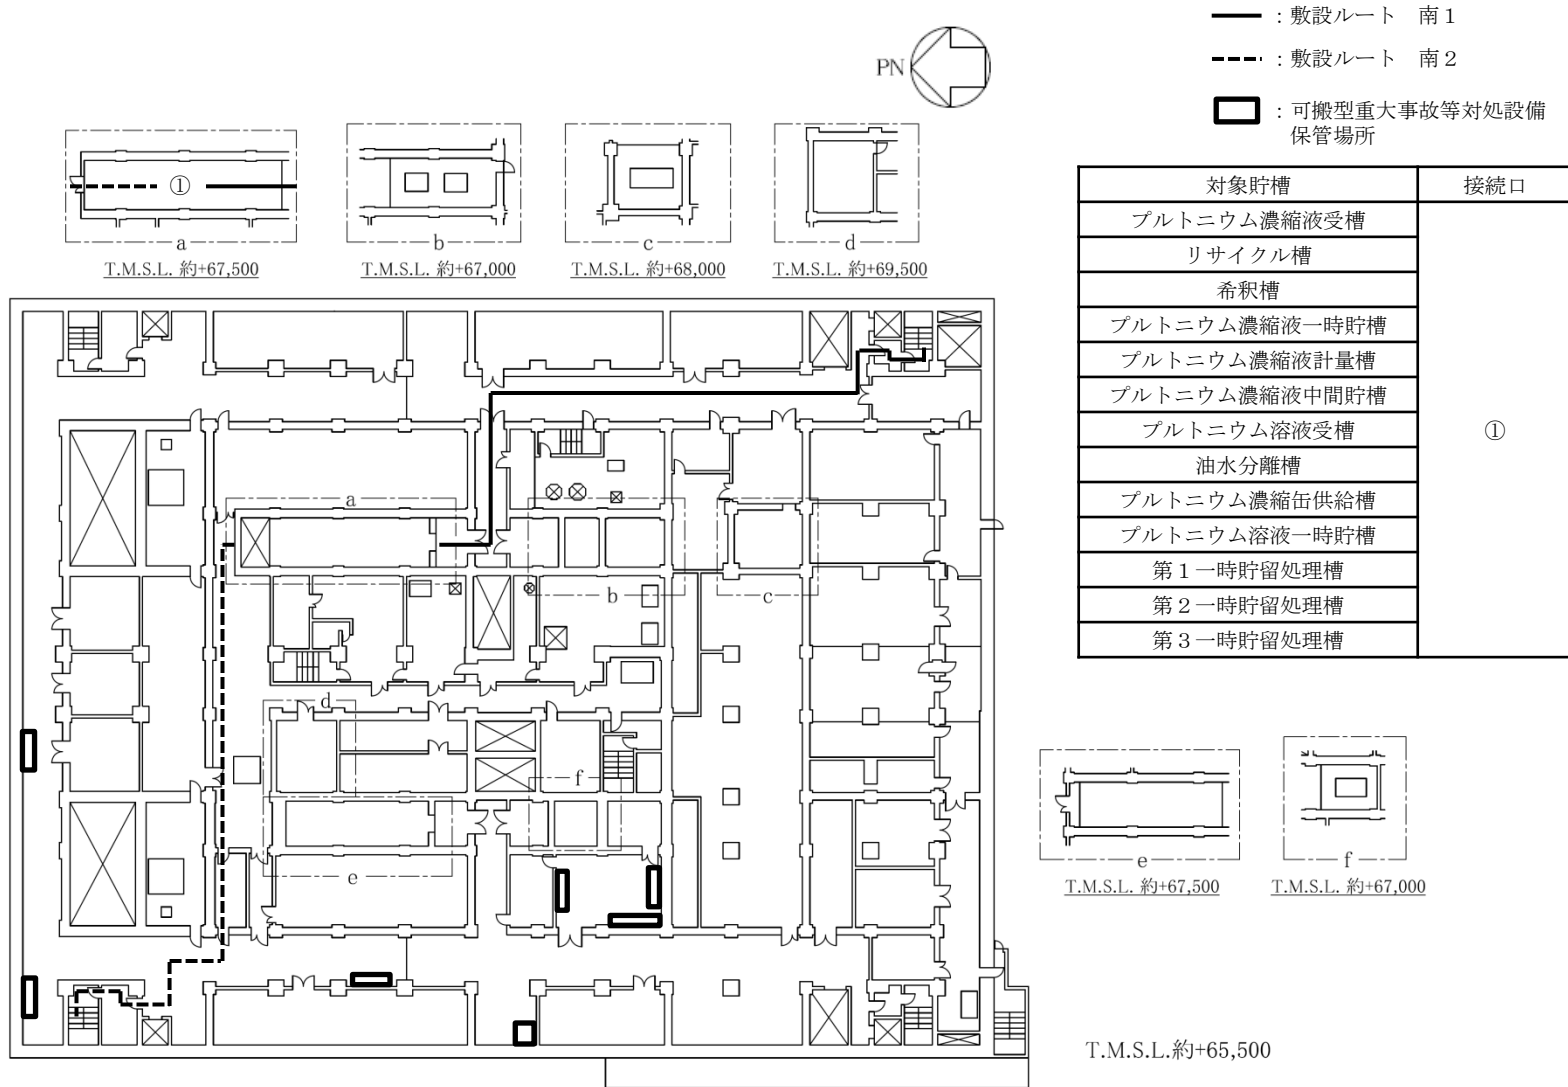 ：敷設ルート　南１
：敷設ルート　南２
：可搬型重大事故等対処設備
保管場所
PN
①
a
T.M.S.L. 約+67,500
b
T.M.S.L. 約+67,000
c
T.M.S.L. 約+68,000
d
T.M.S.L. 約+69,500
対象貯槽　接続口
プルトニウム濃縮液受槽
リサイクル槽
希釈槽
プルトニウム濃縮液一時貯槽
プルトニウム濃縮液計量槽
プルトニウム濃縮液中間貯槽
プルトニウム溶液受槽
①
油水分離槽
プルトニウム濃縮缶供給槽
プルトニウム溶液一時貯槽
第１一時貯留処理槽
第２一時貯留処理槽
第３一時貯留処理槽
a
b
c
d
f
e
e
T.M.S.L. 約+67,500
f
T.M.S.L. 約+67,000
T.M.S.L.約+65,500